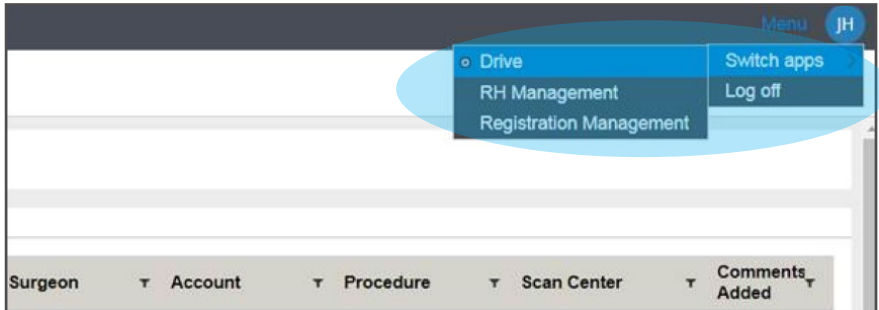 Menu JH
Drive
Switch apps
RH Management
Log off
Registration Management
Surgeon Account Procedure Scan Center Comments
Added